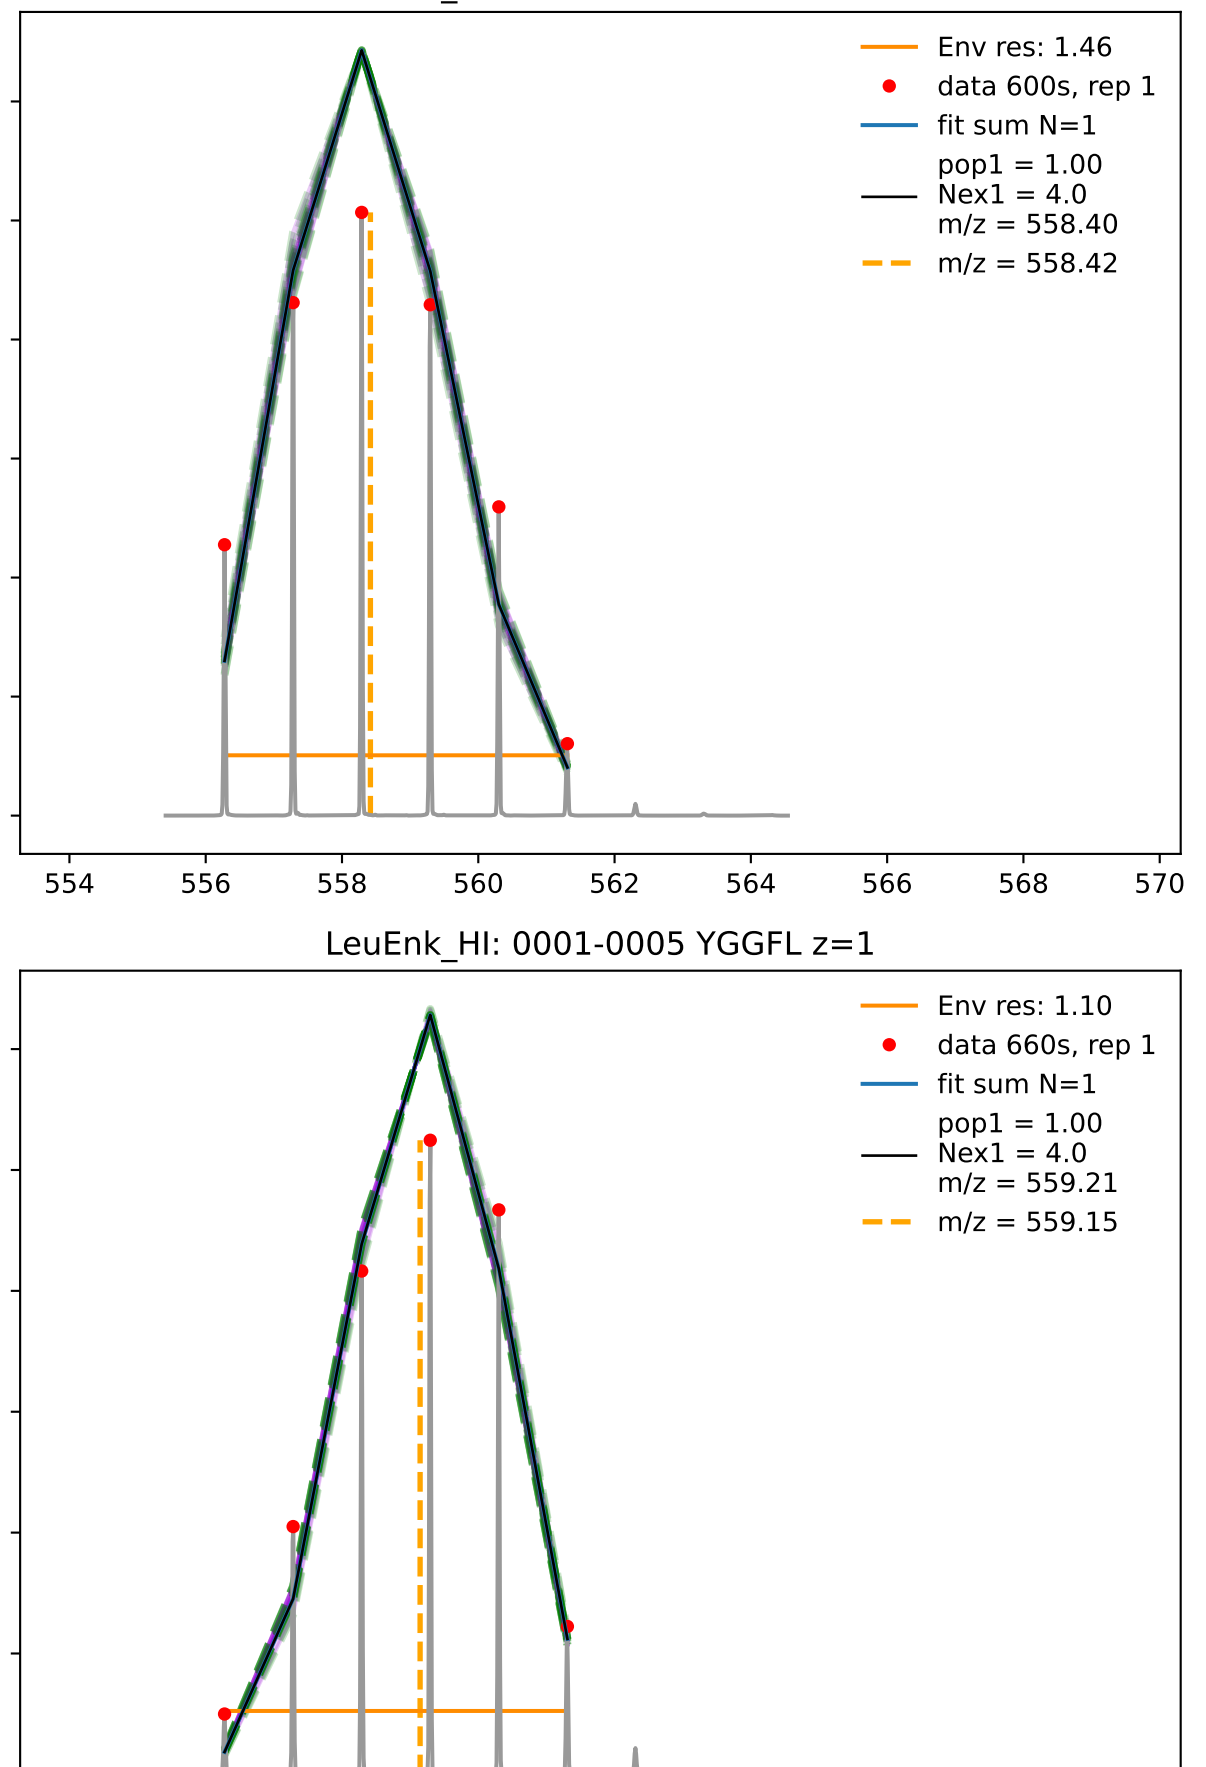 Env res: 1.46
data 600s, rep 1
fit sum N=1
pop1 = 1.00
Nex1 = 4.0
m/z = 558.40
m/z = 558.42
554 556 558 560 562 564 566 568 570
LeuEnk_HI: 0001-0005 YGGFL z=1
Env res: 1.10
data 660s, rep 1
fit sum N=1
pop1 = 1.00
Nex1 = 4.0
m/z = 559.21
m/z = 559.15